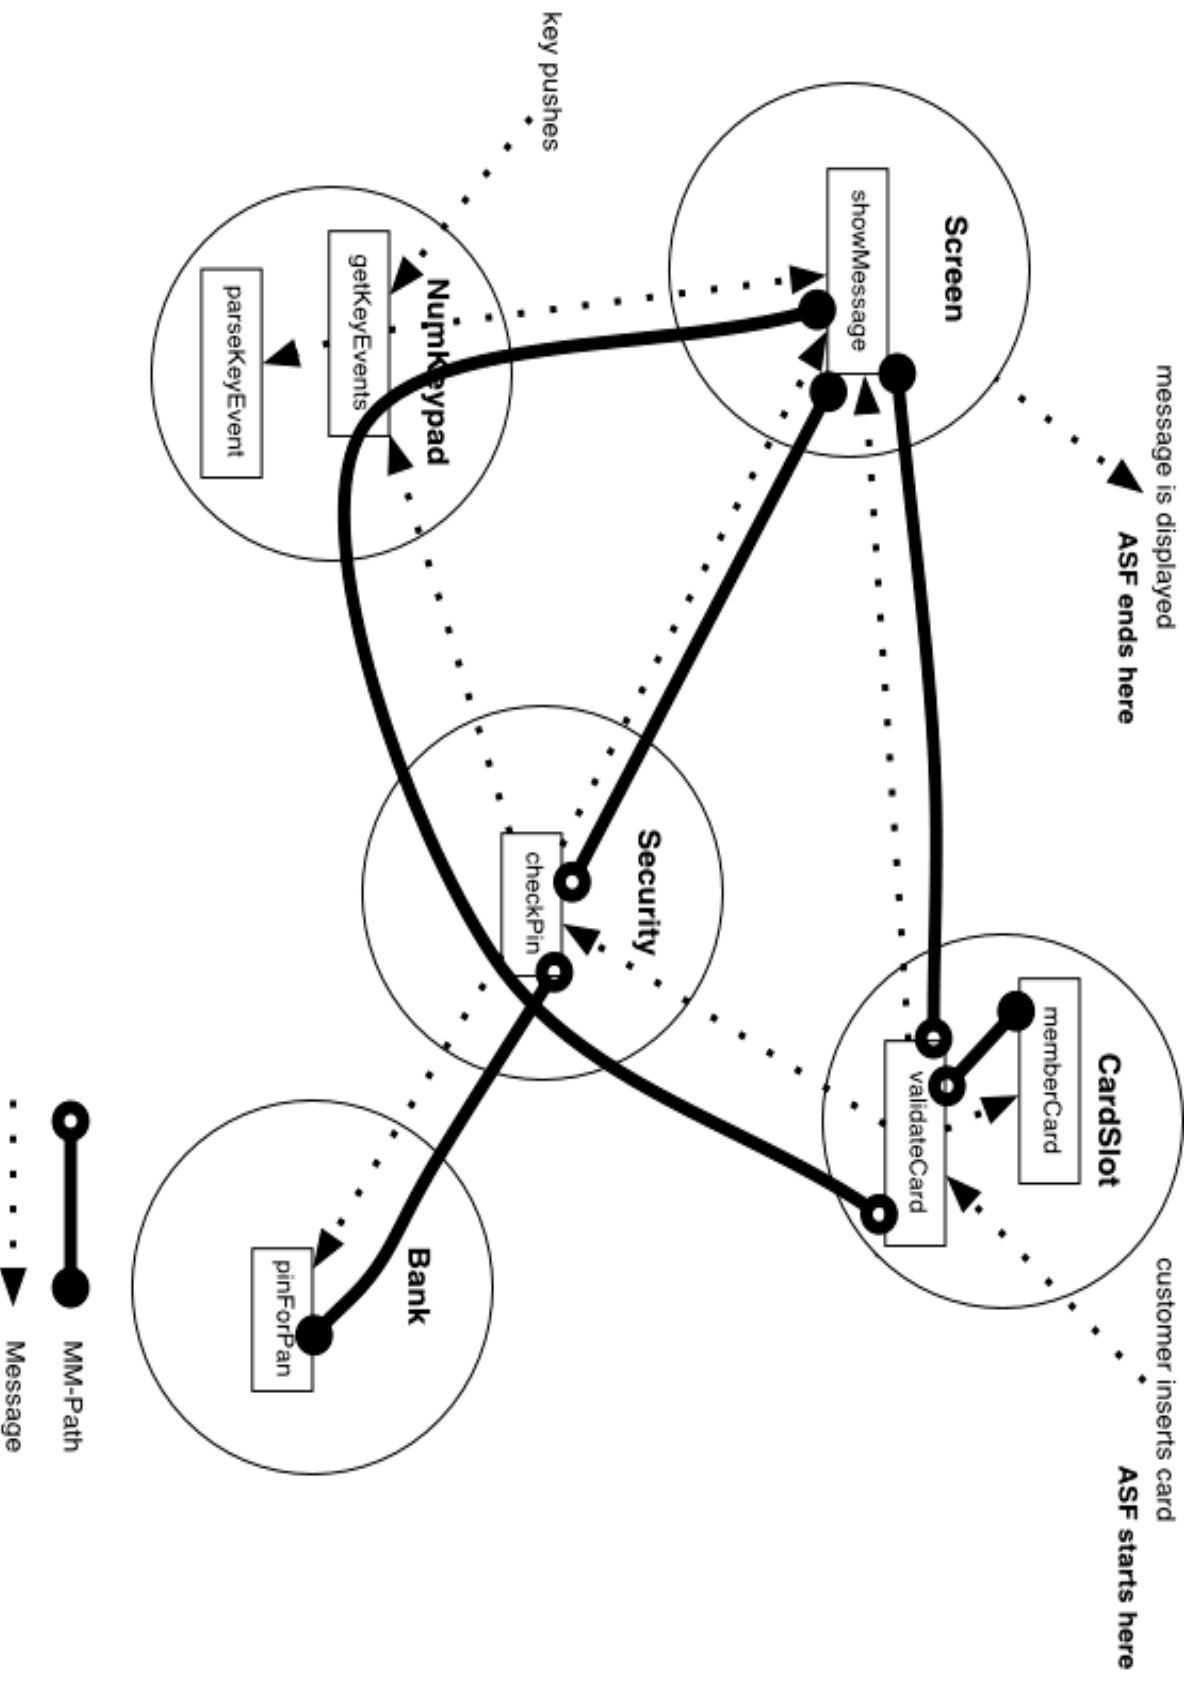 customer inserts card
ASF starts here
message is displayed
ASF ends here
CardSlot
memberCard
validateCard
Screen
showMessage
Security
checkPin
key pushes
NumKeypad
getKeyEvents
parseKeyEvent
Bank
pinForPan
MM-Path
Message